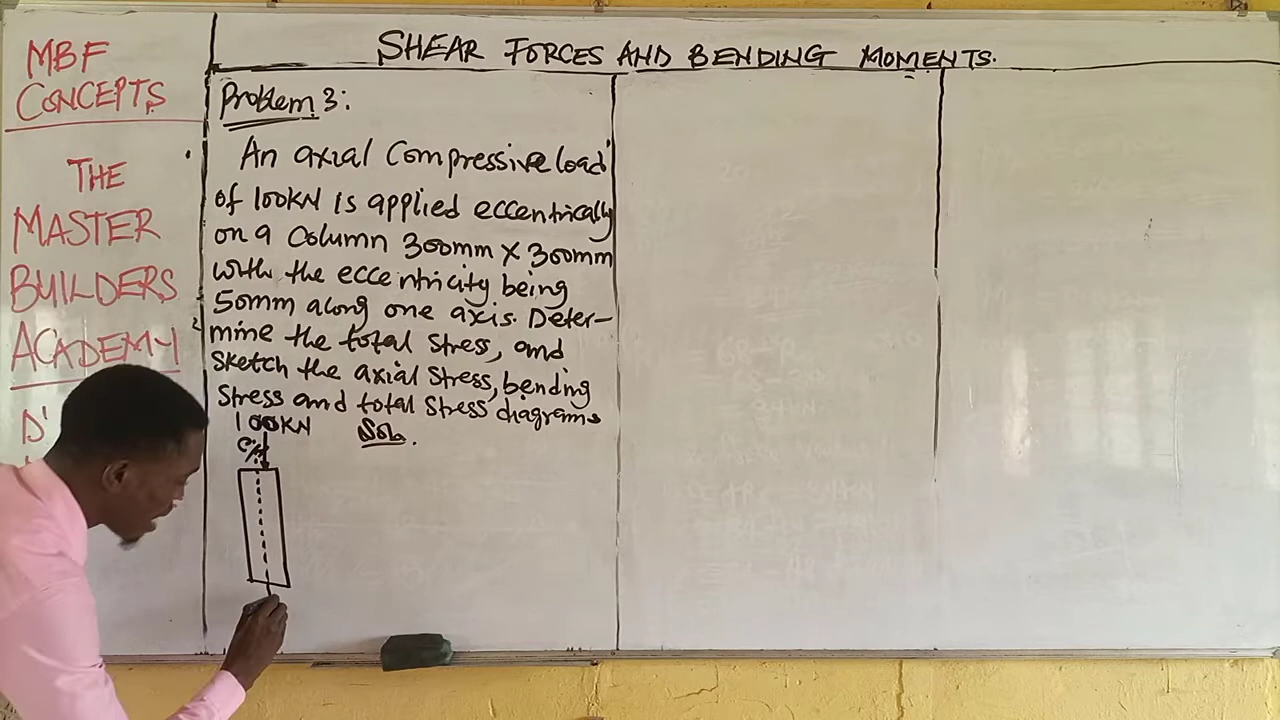 MBF
CONCEPTS
THE
MASTER
BUILDERS
ACADEMY
D'
SHEAR FORCES AND BENDING MOMENTS.
Problem 3:
An axial Compressive load
of 100KN is applied eccentrically
on a column 300mm X 300mm
with the eccentricity being
50mm along one axis. Deter-
mine the total stress, and
sketch the axial stress, bending
stress and total stress diagrams
100KN
Soln.